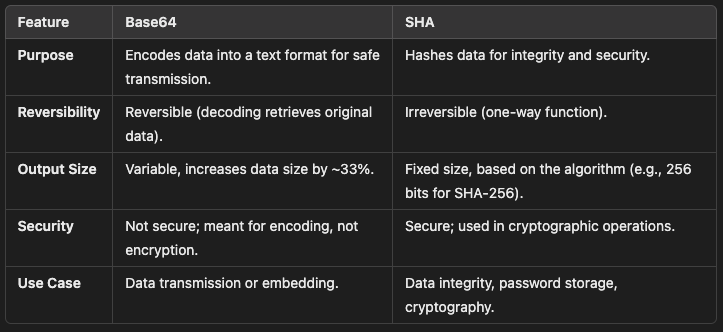 Feature Base64 SHA
Purpose Encodes data into a text format for safe Hashes data for integrity and security.
transmission.
Reversibility Reversible (decoding retrieves original Irreversible (one-way function).
data).
Output Size Variable, increases data size by ~33%. Fixed size, based on the algorithm (e.g., 256
bits for SHA-256).
Security Not secure; meant for encoding, not Secure; used in cryptographic operations.
encryption.
Use Case Data transmission or embedding. Data integrity, password storage,
cryptography.